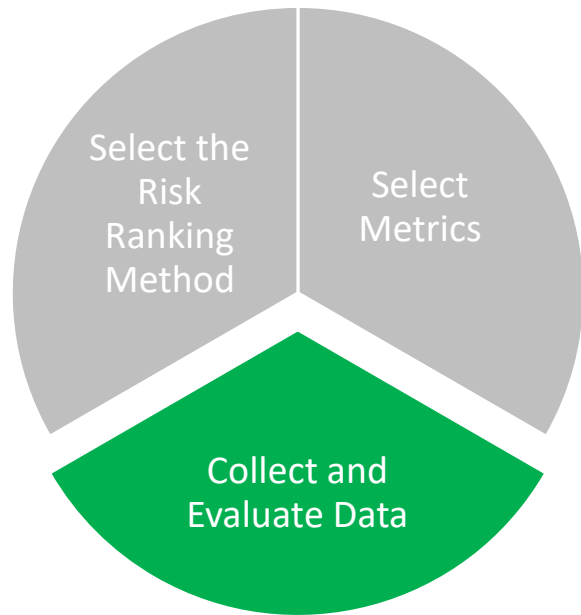 Select the
Risk
Ranking
Method
Select
Metrics
Collect and
Evaluate Data